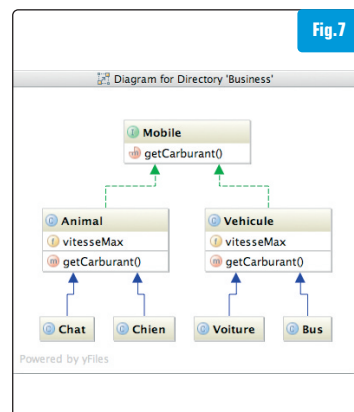 Fig.7
Diagram for Directory 'Business'
Mobile
getCarburant()
Animal
vitesseMax
getCarburant()
Vehicule
vitesseMax
getCarburant()
Chat
Chien
Voiture
Bus
Powered by yFiles